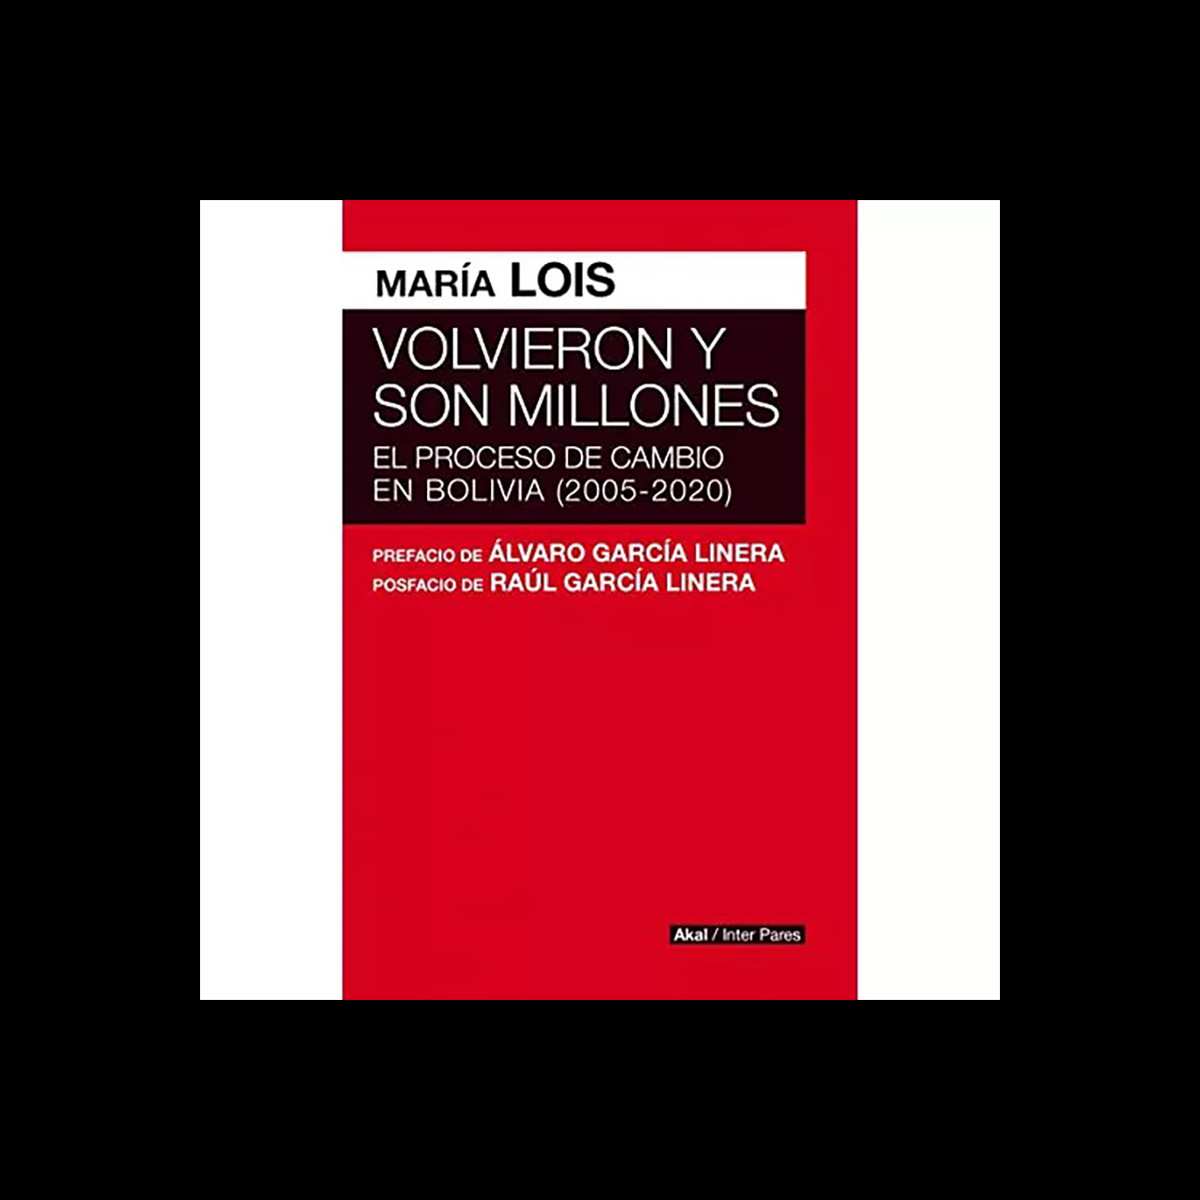 MARÍA LOIS
VOLVIERON Y
SON MILLONES
EL PROCESO DE CAMBIO
EN BOLIVIA (2005-2020)
PREFACIO DE ÁLVARO GARCÍA LINERA
POSFACIO DE RAÚL GARCÍA LINERA
Akal / Inter Pares